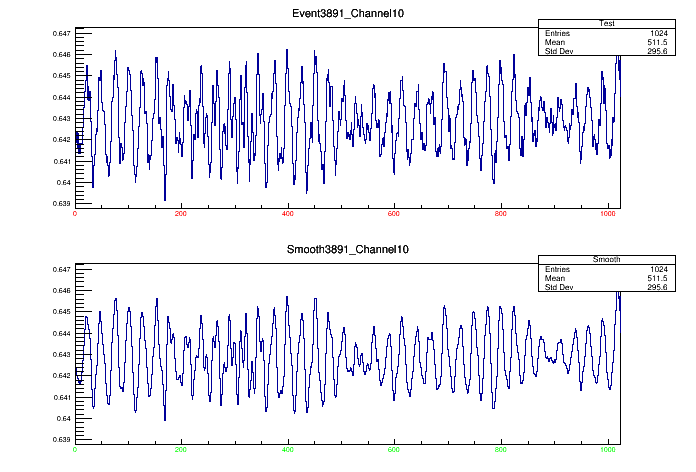 Event3891_Channel10
Test
Entries 1024
Mean 511.5
Std Dev 295.6
0.647
0.646
0.645
0.644
0.643
0.642
0.641
0.64
0.639
0 200 400 600 800 1000
Smooth3891_Channel10
Smooth
Entries 1024
Mean 511.5
Std Dev 295.6
0.647
0.646
0.645
0.644
0.643
0.642
0.641
0.64
0.639
0 200 400 600 800 1000